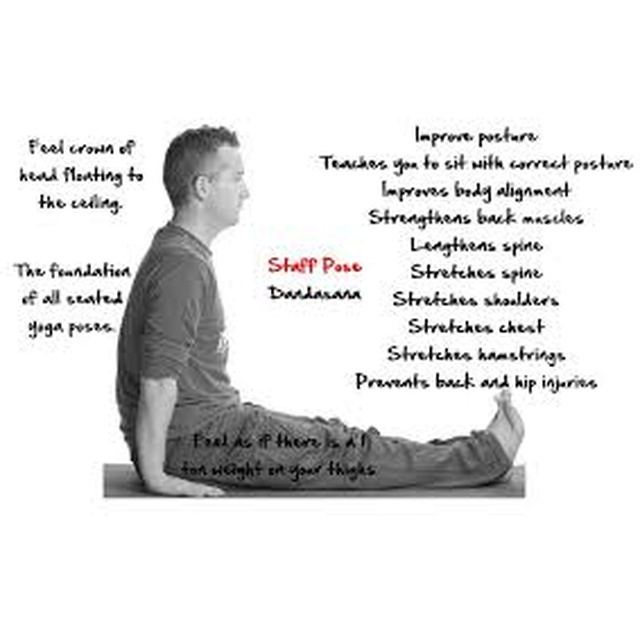 Feel crown of
head floating to
the ceiling.
The foundation
of all seated
yoga poses.
Staff Pose
Dandasana
Improve posture
Teaches you to sit with correct posture
Improves body alignment
Strengthens back muscles
Lengthens spine
Stretches spine
Stretches shoulders
Stretches chest
Stretches hamstrings
Prevents back and hip injuries
Feel as if there is a 1
ton weight on your thighs